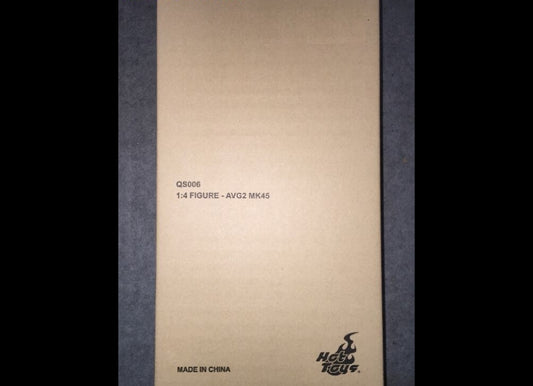 QS006
1:4 FIGURE - AVG2 MK45
Hot
Toys.
MADE IN CHINA